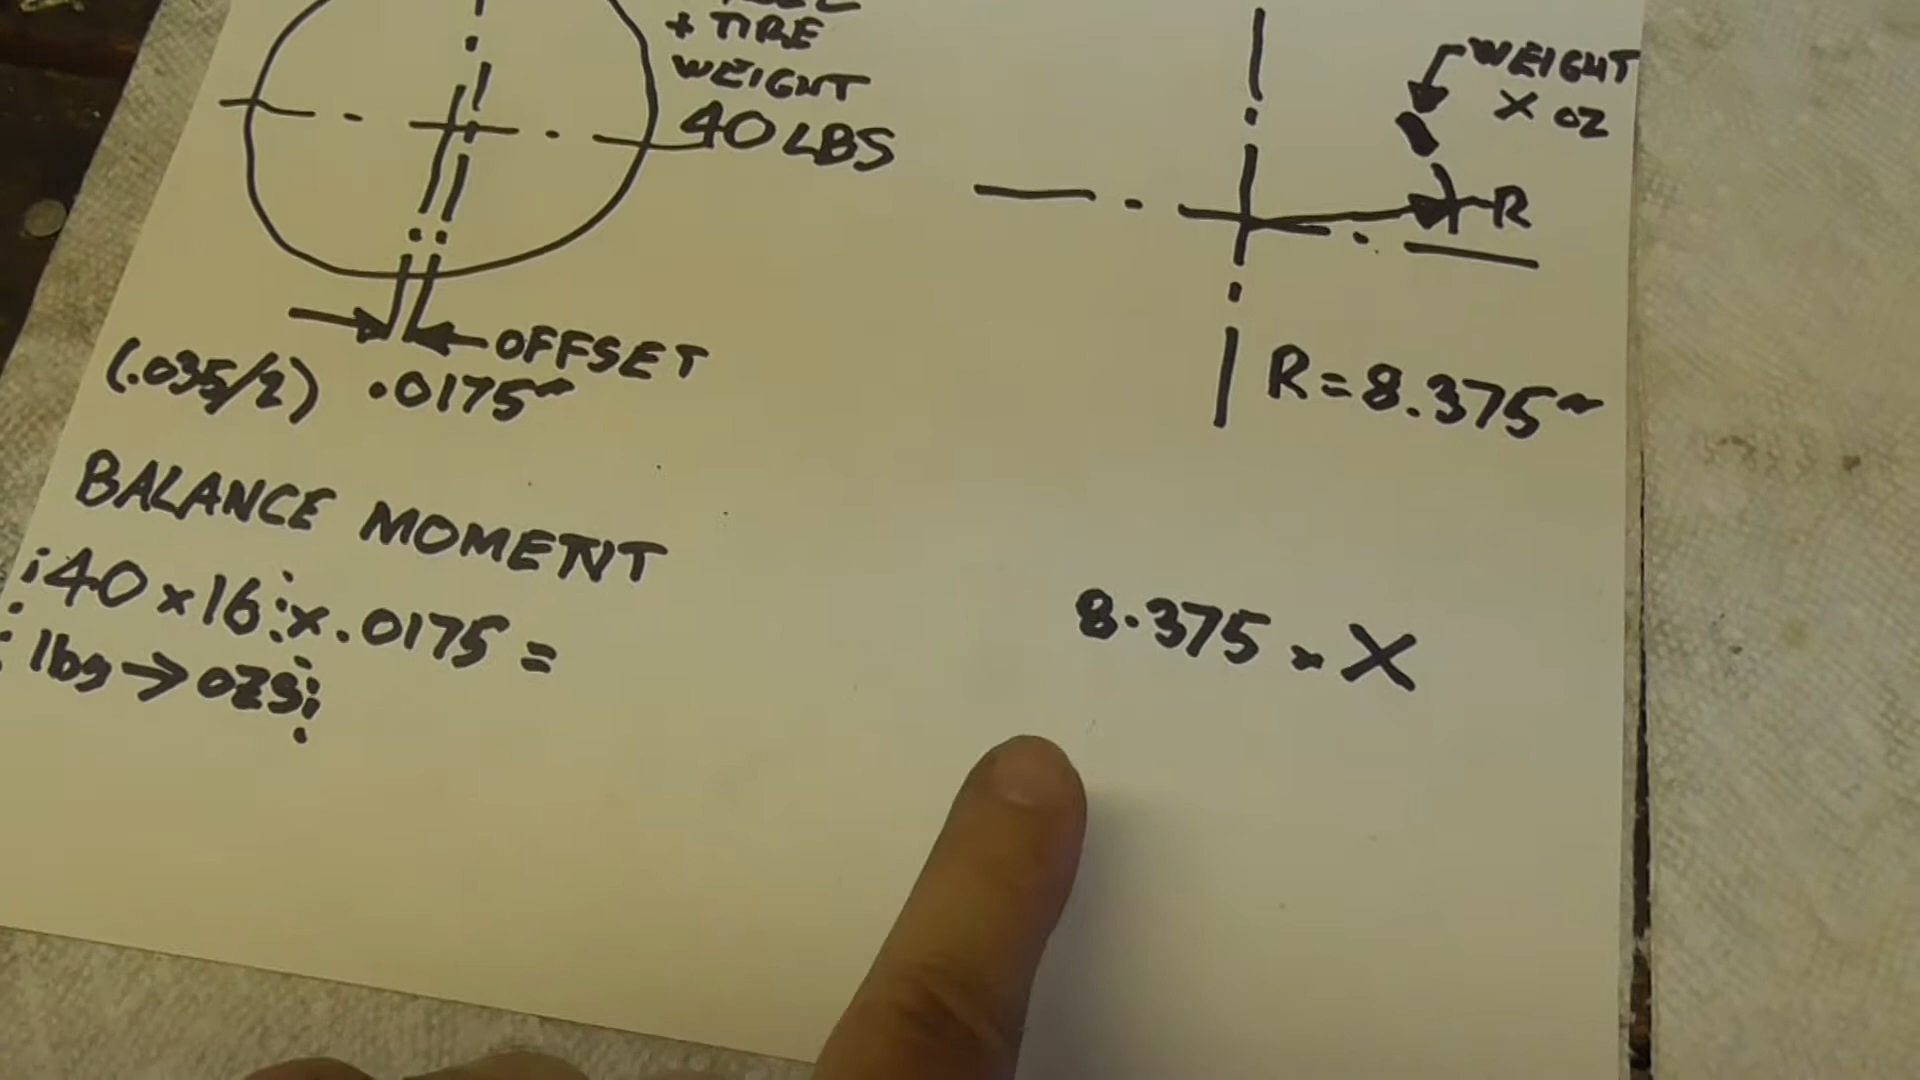 + TIRE
WEIGHT
40 LBS
OFFSET
(.035/2) .0175"
BALANCE MOMENT
40 x 16 x .0175 =
lbs → ozs
WEIGHT
X OZ
R
R = 8.375"
8.375 x X